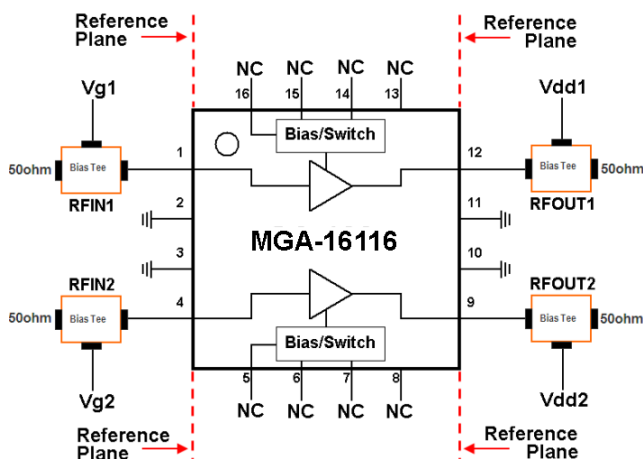 Reference
Plane
Reference
Plane
NC
NC
NC
NC
16
15
14
13
Vg1
Vdd1
Bias/Switch
1
12
50ohm
Bias Tee
Bias Tee
50ohm
RFIN1
RFOUT1
2
11
MGA-16116
3
10
RFIN2
RFOUT2
4
9
50ohm
Bias Tee
Bias Tee
50ohm
Bias/Switch
5
6
7
8
Vg2
Vdd2
NC
NC
NC
NC
Reference
Plane
Reference
Plane